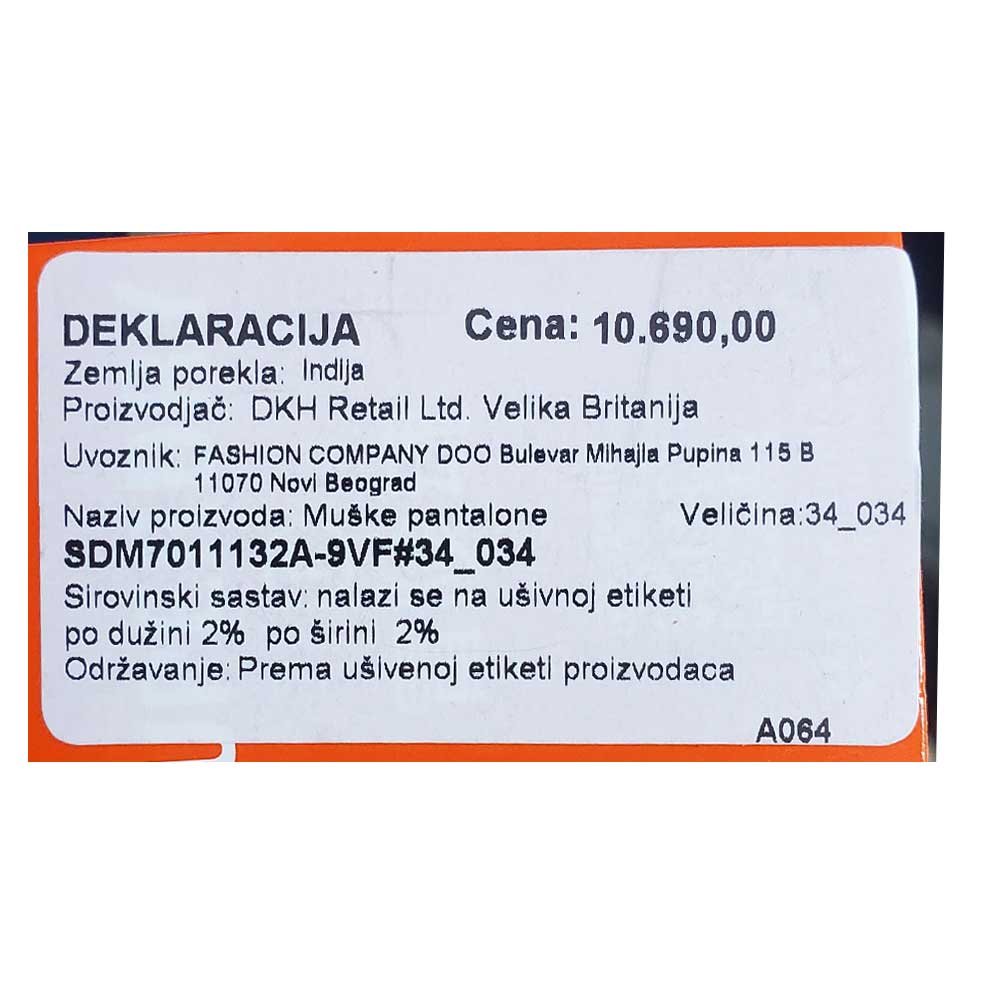 DEKLARACIJA Cena: 10.690,00
Zemlja porekla: Indija
Proizvodjač: DKH Retail Ltd. Velika Britanija
Uvoznik: FASHION COMPANY DOO Bulevar Mihajla Pupina 115 B
11070 Novi Beograd
Naziv proizvoda: Muške pantalone Veličina:34_034
SDM7011132A-9VF#34_034
Sirovinski sastav: nalazi se na ušivnoj etiketi
po dužini 2% po širini 2%
Održavanje: Prema ušivenoj etiketi proizvodaca
A064